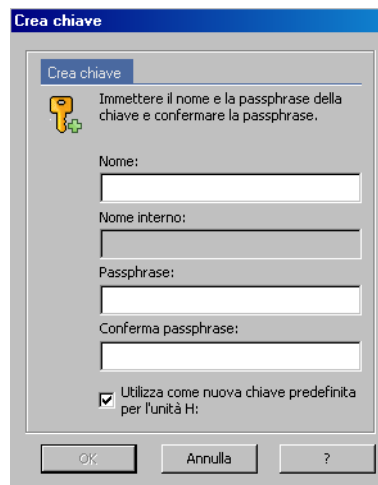 Crea chiave
Crea chiave
Immettere il nome e la passphrase della
chiave e confermare la passphrase.
Nome:
Nome interno:
Passphrase:
Conferma passphrase:
Utilizza come nuova chiave predefinita
per l'unità H:
OK Annulla ?